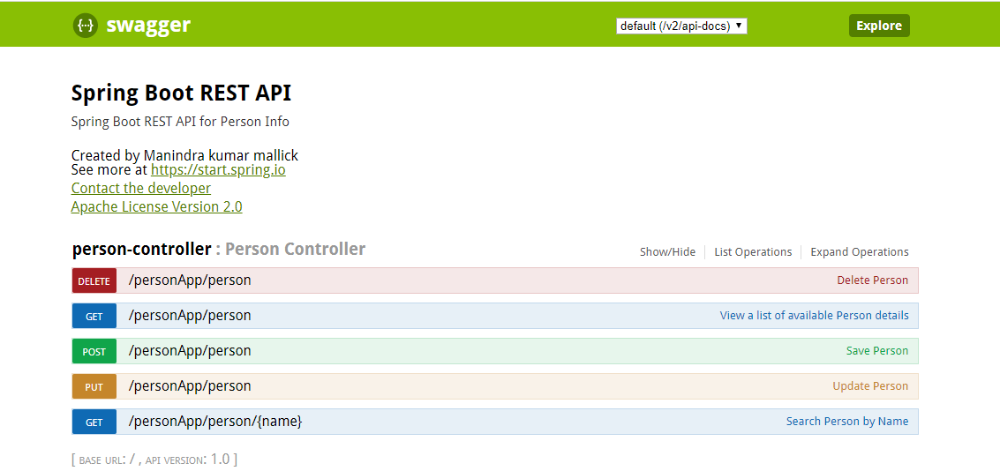 {··} swagger default (/v2/api-docs) ▼ Explore
Spring Boot REST API
Spring Boot REST API for Person Info
Created by Manindra kumar mallick
See more at https://start.spring.io
Contact the developer
Apache License Version 2.0
person-controller : Person Controller Show/Hide List Operations Expand Operations
DELETE /personApp/person Delete Person
GET /personApp/person View a list of available Person details
POST /personApp/person Save Person
PUT /personApp/person Update Person
GET /personApp/person/{name} Search Person by Name
[ BASE URL: / , API VERSION: 1.0 ]